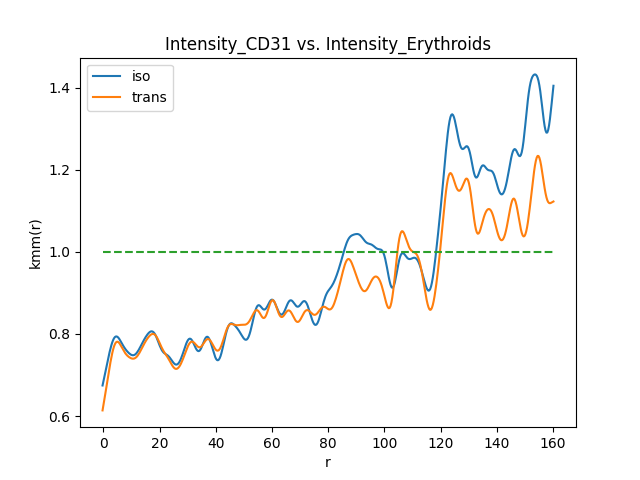 Intensity_CD31 vs. Intensity_Erythroids
iso
trans
kmm(r)
1.4
1.2
1.0
0.8
0.6
0 20 40 60 80 100 120 140 160
r